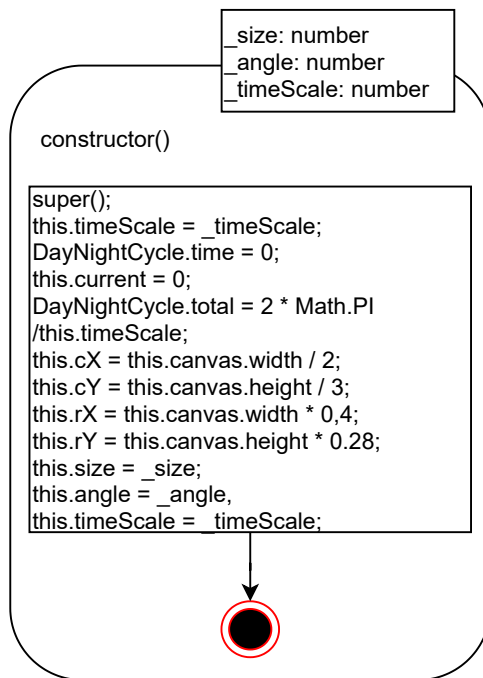 _size: number
_angle: number
_timeScale: number
constructor()
super();
this.timeScale = _timeScale;
DayNightCycle.time = 0;
this.current = 0;
DayNightCycle.total = 2 * Math.PI
/this.timeScale;
this.cX = this.canvas.width / 2;
this.cY = this.canvas.height / 3;
this.rX = this.canvas.width * 0,4;
this.rY = this.canvas.height * 0.28;
this.size = _size;
this.angle = _angle,
this.timeScale = _timeScale;